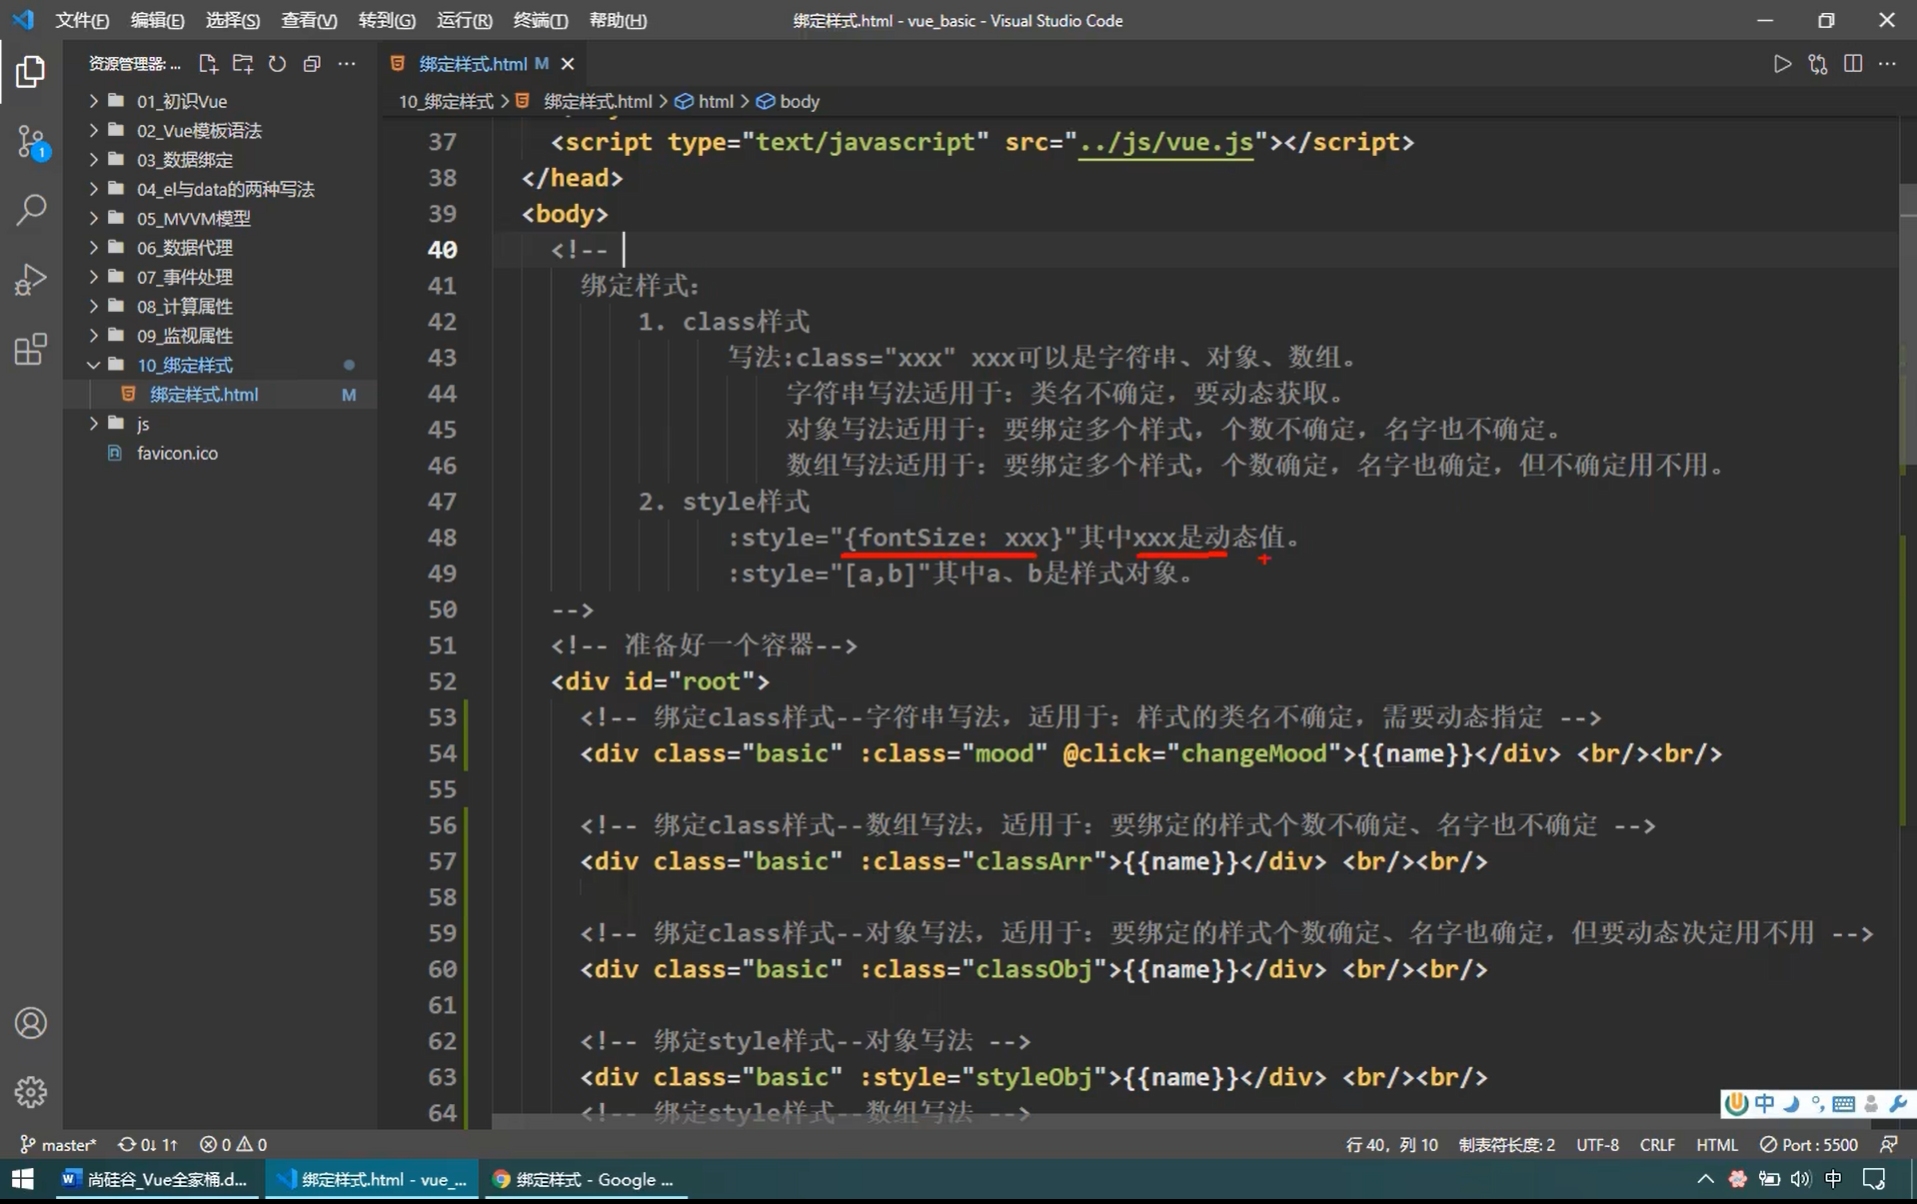 文件(F) 编辑(E) 选择(S) 查看(V) 转到(G) 运行(R) 终端(T) 帮助(H)
绑定样式.html - vue_basic - Visual Studio Code
资源管理器: ...
绑定样式.html M
10_绑定样式 > 绑定样式.html > html > body
01_初识Vue
02_Vue模板语法
03_数据绑定
04_el与data的两种写法
05_MVVM模型
06_数据代理
07_事件处理
08_计算属性
09_监视属性
10_绑定样式
绑定样式.html M
js
favicon.ico
1
37 <script type="text/javascript" src="../js/vue.js"></script>
38 </head>
39 <body>
40 <!--
41 绑定样式:
42 1. class样式
43 写法:class="xxx" xxx可以是字符串、对象、数组。
44 字符串写法适用于: 类名不确定, 要动态获取。
45 对象写法适用于: 要绑定多个样式, 个数不确定, 名字也不确定。
46 数组写法适用于: 要绑定多个样式, 个数确定, 名字也确定, 但不确定用不用。
47 2. style样式
48 :style="{fontSize: xxx}"其中xxx是动态值。
49 :style="[a,b]"其中a、b是样式对象。
50 -->
51 <!-- 准备好一个容器-->
52 <div id="root">
53 <!-- 绑定class样式--字符串写法, 适用于: 样式的类名不确定, 需要动态指定 -->
54 <div class="basic" :class="mood" @click="changeMood">{{name}}</div> <br/><br/>
55
56 <!-- 绑定class样式--数组写法, 适用于: 要绑定的样式个数不确定、名字也不确定 -->
57 <div class="basic" :class="classArr">{{name}}</div> <br/><br/>
58
59 <!-- 绑定class样式--对象写法, 适用于: 要绑定的样式个数确定、名字也确定, 但要动态决定用不用 -->
60 <div class="basic" :class="classObj">{{name}}</div> <br/><br/>
61
62 <!-- 绑定style样式--对象写法 -->
63 <div class="basic" :style="styleObj">{{name}}</div> <br/><br/>
64 <!-- 绑定style样式--数组写法 -->
中
master* 0↓ 1↑ 0 0
行 40, 列 10 制表符长度: 2 UTF-8 CRLF HTML Port : 5500
尚硅谷_Vue全家桶.d... 绑定样式.html - vue_... 绑定样式 - Google ...
中